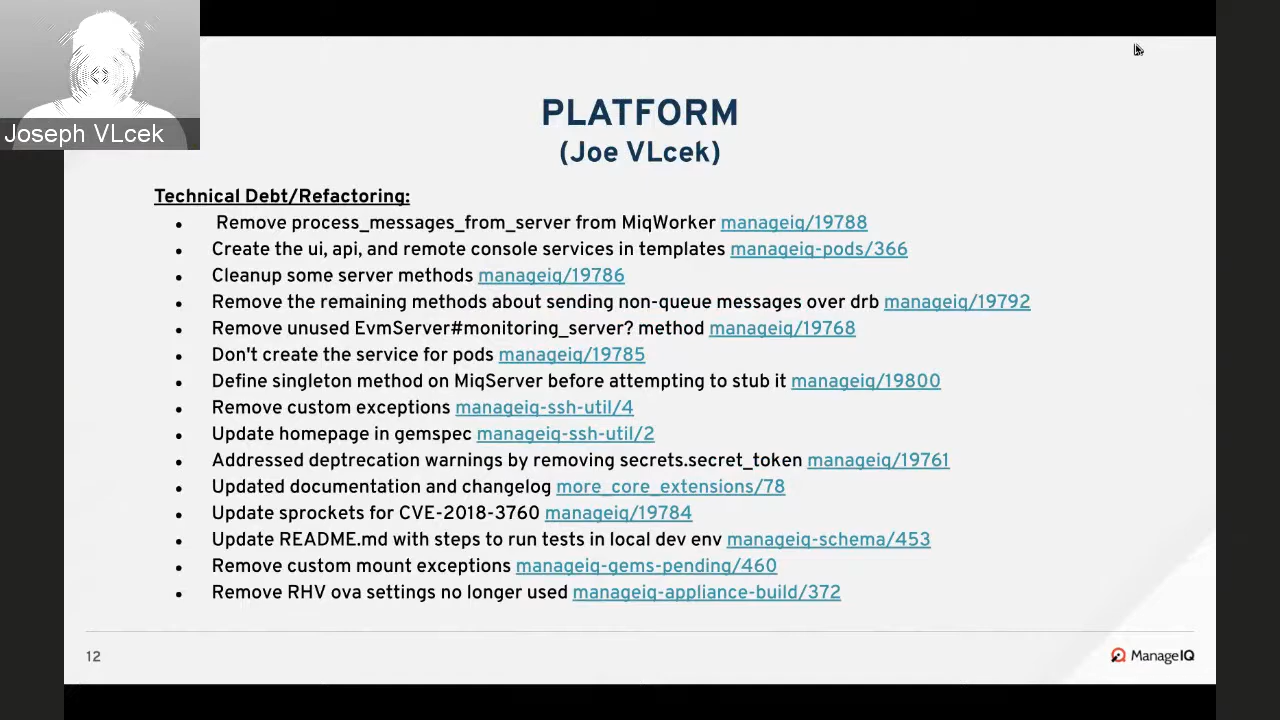 Joseph VLcek
PLATFORM
(Joe VLcek)
Technical Debt/Refactoring:
• Remove process_messages_from_server from MiqWorker manageiq/19788
• Create the ui, api, and remote console services in templates manageiq-pods/366
• Cleanup some server methods manageiq/19786
• Remove the remaining methods about sending non-queue messages over drb manageiq/19792
• Remove unused EvmServer#monitoring_server? method manageiq/19768
• Don't create the service for pods manageiq/19785
• Define singleton method on MiqServer before attempting to stub it manageiq/19800
• Remove custom exceptions manageiq-ssh-util/4
• Update homepage in gemspec manageiq-ssh-util/2
• Addressed deptrecation warnings by removing secrets.secret_token manageiq/19761
• Updated documentation and changelog more_core_extensions/78
• Update sprockets for CVE-2018-3760 manageiq/19784
• Update README.md with steps to run tests in local dev env manageiq-schema/453
• Remove custom mount exceptions manageiq-gems-pending/460
• Remove RHV ova settings no longer used manageiq-appliance-build/372
12
ManageIQ